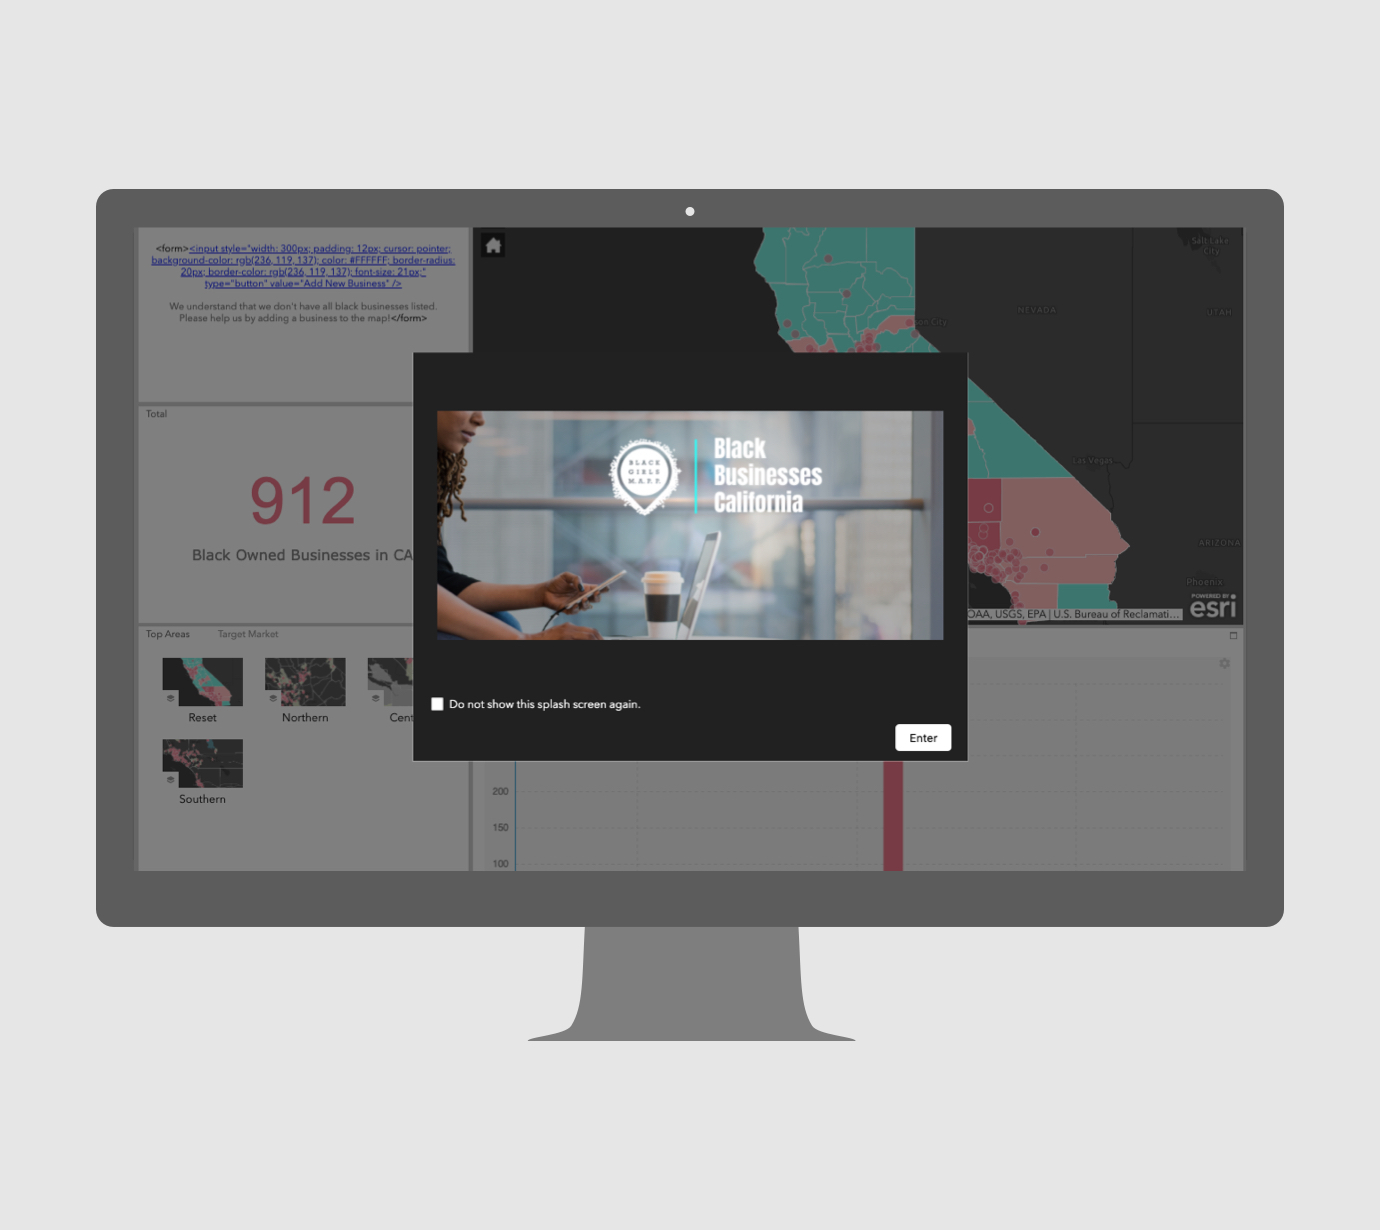 <form><input style="width: 300px; padding: 12px; cursor: pointer;
background-color: rgb(236, 119, 137); color: #FFFFFF; border-radius:
20px; border-color: rgb(236, 119, 137); font-size: 21px;"
type="button" value="Add New Business" />
We understand that we don't have all black businesses listed.
Please help us by adding a business to the map!</form>
Total
912
Black Owned Businesses in CA
Top Areas
Target Market
Reset
Northern
Cent
Southern
Salt Lake
City
NEVADA
UTAH
son City
Las Vegas
ARIZONA
Phoenix
POWERED BY
esri
OAA, USGS, EPA | U.S. Bureau of Reclamati...
BLACK
GIRLS
M.A.P.P.
Black
Businesses
California
Do not show this splash screen again.
Enter
200
150
100